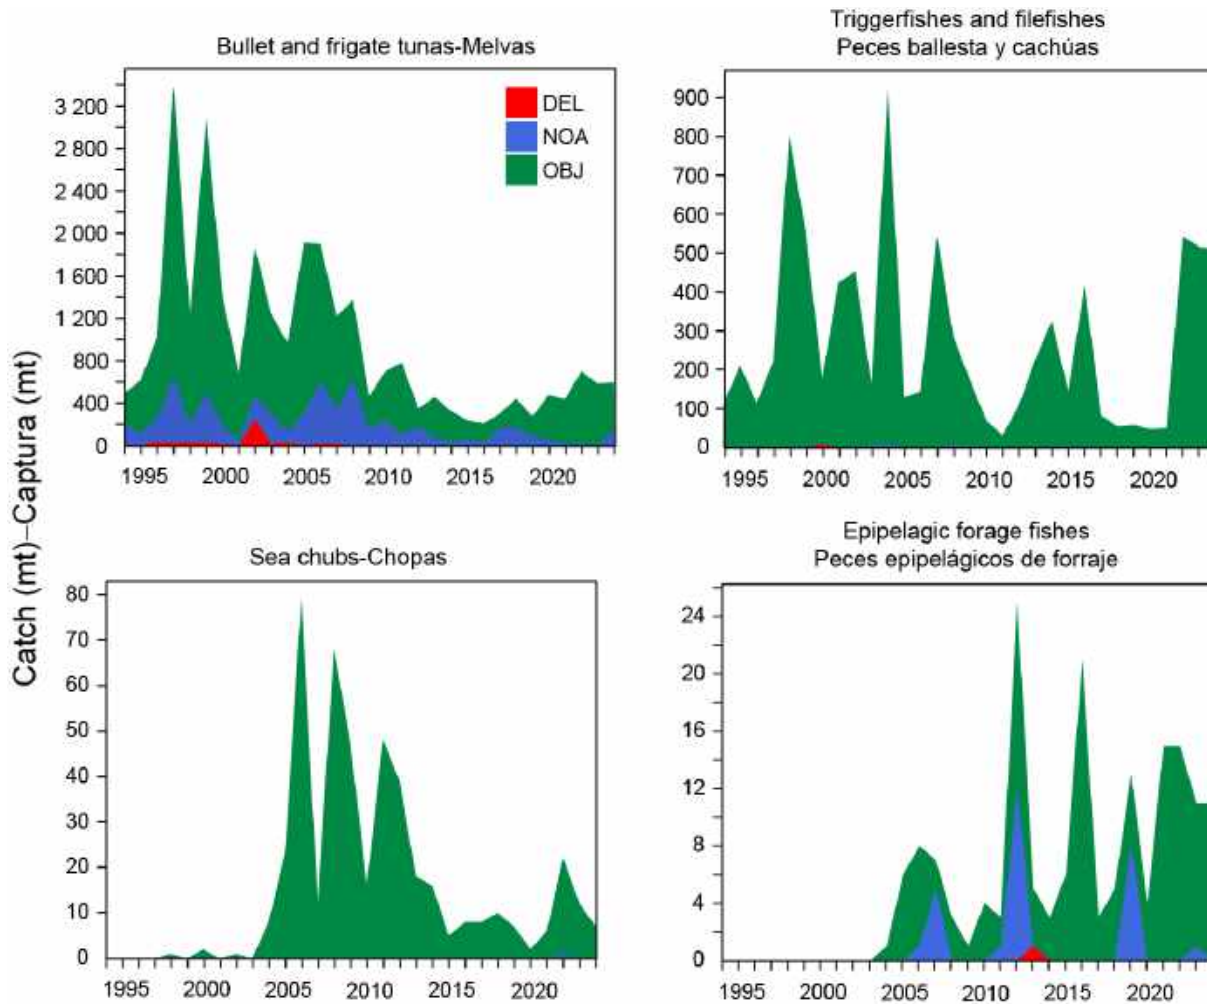 Bullet and frigate tunas-Melvas
DEL
NOA
OBJ
3 200
2 800
2 400
2 000
1 600
1 200
800
400
0
1995 2000 2005 2010 2015 2020
Triggerfishes and filefishes
Peces ballesta y cachúas
900
800
700
600
500
400
300
200
100
0
1995 2000 2005 2010 2015 2020
Catch (mt)–Captura (mt)
Sea chubs-Chopas
80
70
60
50
40
30
20
10
0
1995 2000 2005 2010 2015 2020
Epipelagic forage fishes
Peces epipelágicos de forraje
24
20
16
12
8
4
0
1995 2000 2005 2010 2015 2020